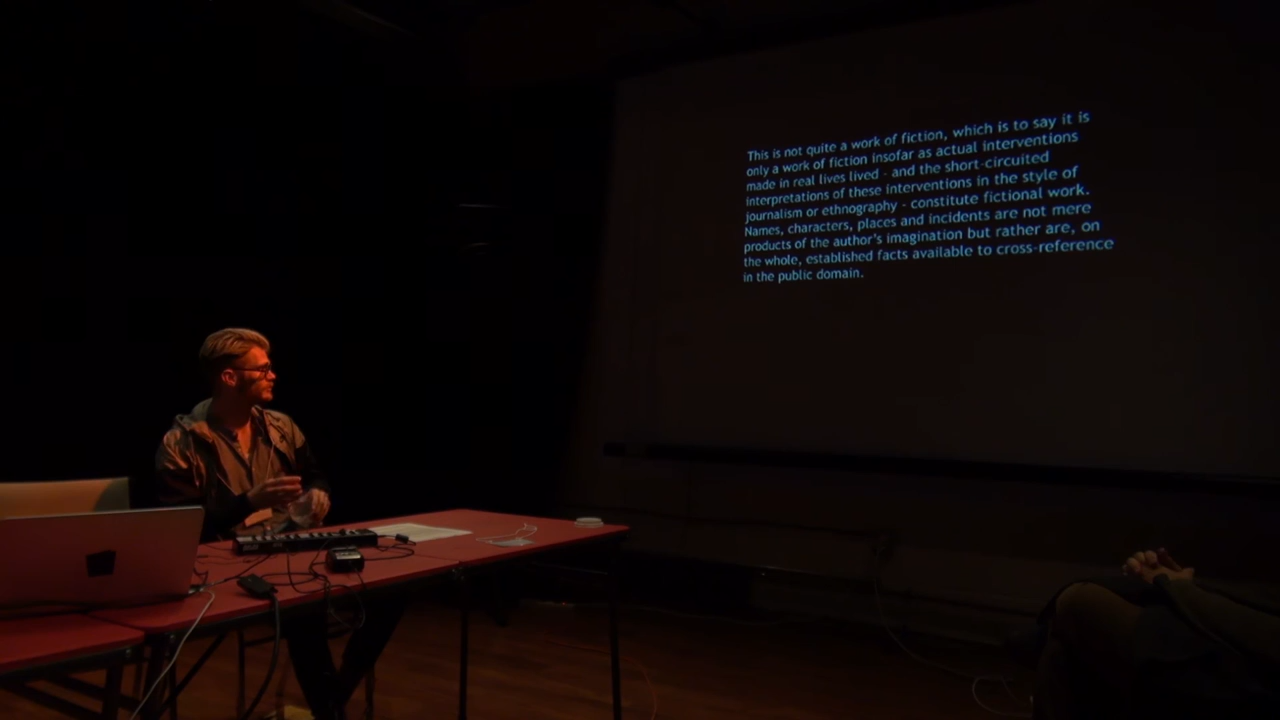 This is not quite a work of fiction, which is to say it is
only a work of fiction insofar as actual interventions
made in real lives lived - and the short-circuited
interpretations of these interventions in the style of
journalism or ethnography - constitute fictional work.
Names, characters, places and incidents are not mere
products of the author's imagination but rather are, on
the whole, established facts available to cross-reference
in the public domain.